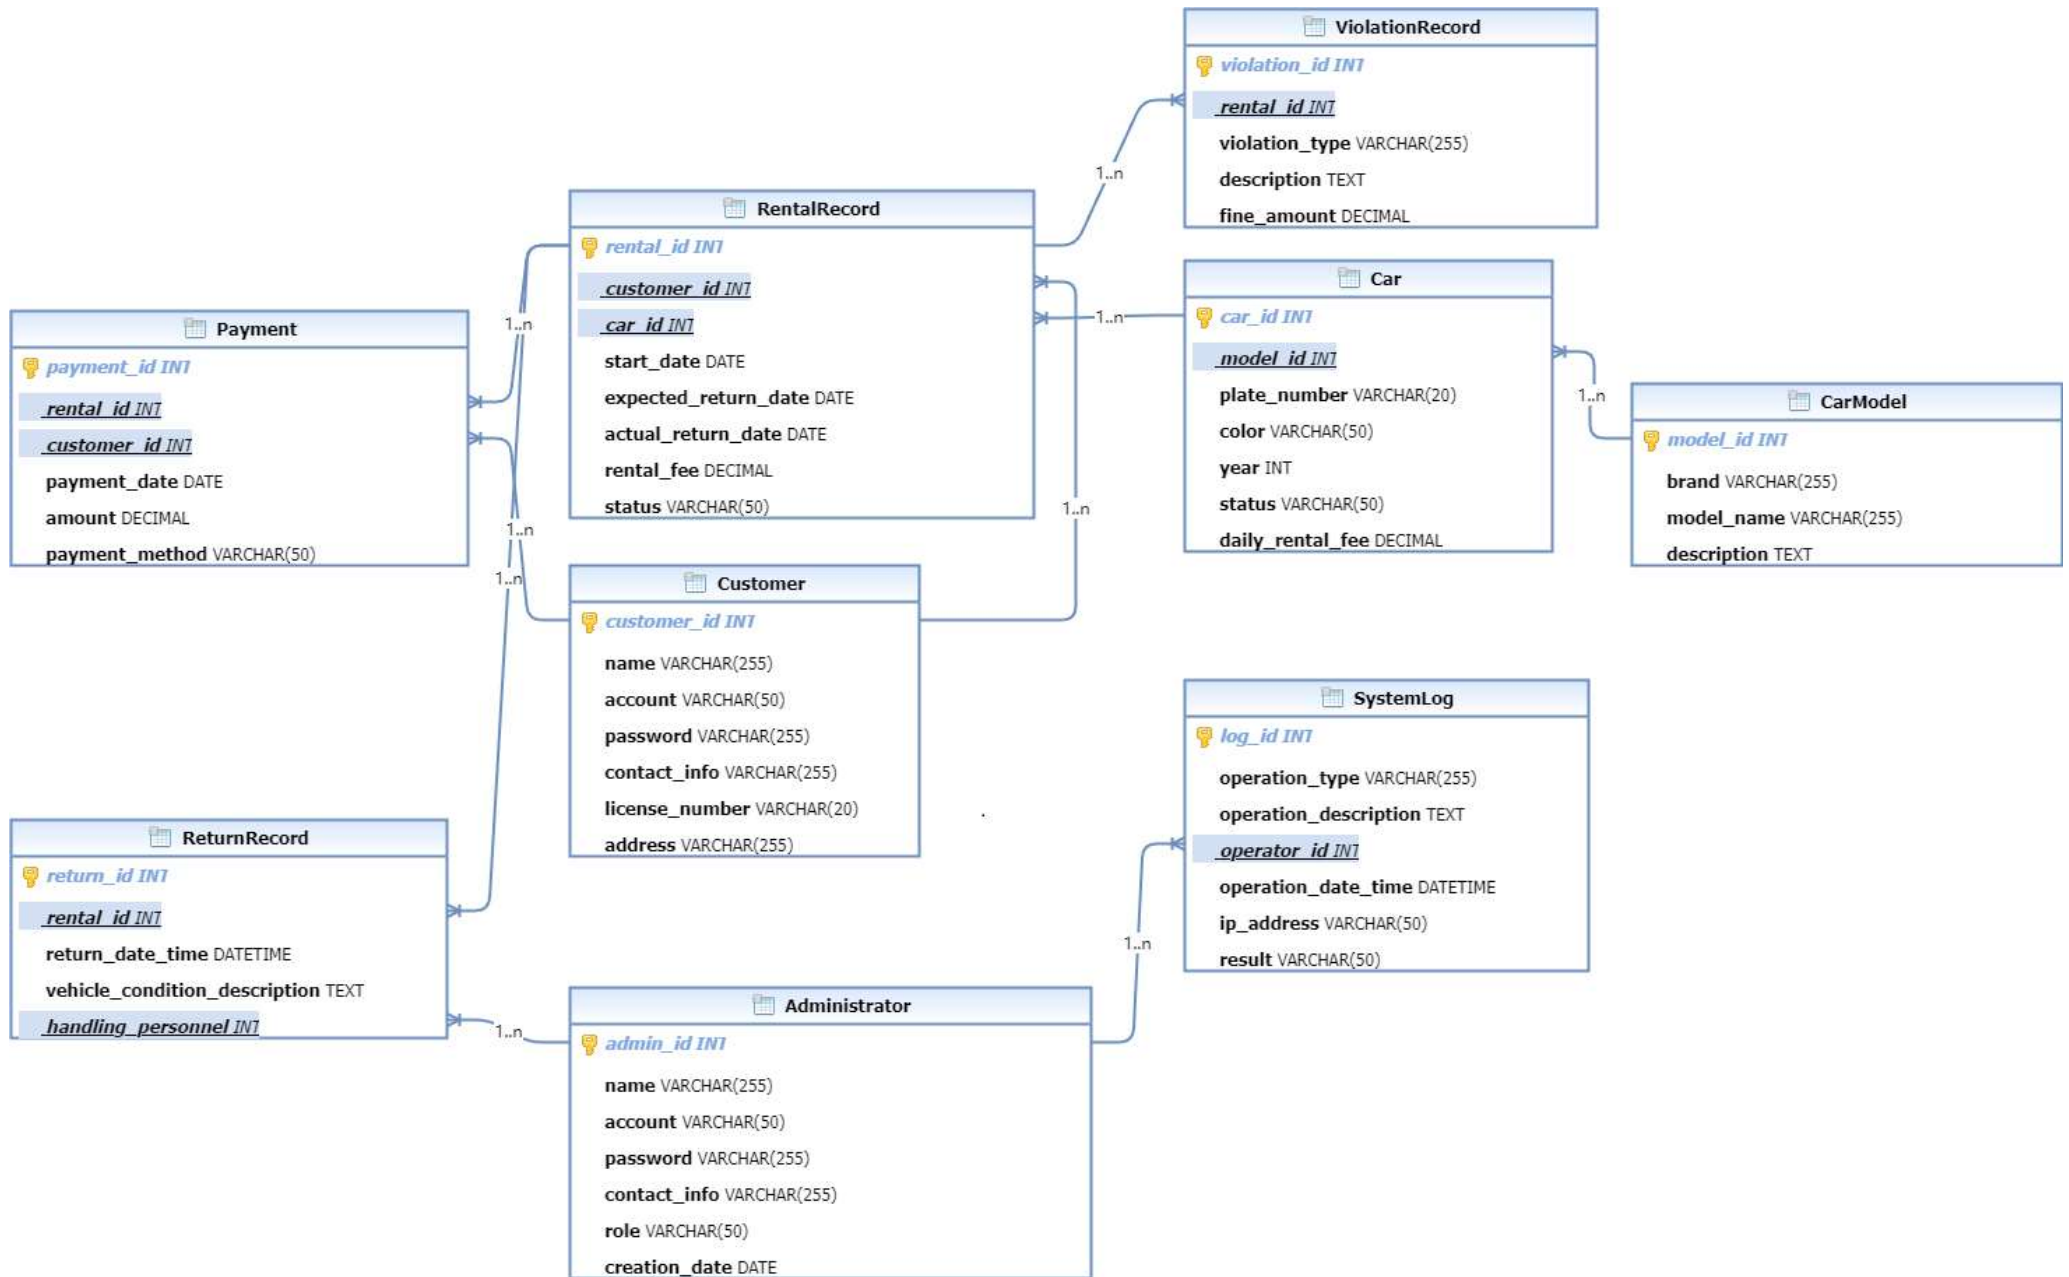 ViolationRecord
violation_id INT
rental_id INT
violation_type VARCHAR(255)
description TEXT
fine_amount DECIMAL
1..n
RentalRecord
rental_id INT
customer_id INT
car_id INT
start_date DATE
expected_return_date DATE
actual_return_date DATE
rental_fee DECIMAL
status VARCHAR(50)
Car
car_id INT
model_id INT
plate_number VARCHAR(20)
color VARCHAR(50)
year INT
status VARCHAR(50)
daily_rental_fee DECIMAL
1..n
1..n
CarModel
model_id INT
brand VARCHAR(255)
model_name VARCHAR(255)
description TEXT
Payment
payment_id INT
rental_id INT
customer_id INT
payment_date DATE
amount DECIMAL
payment_method VARCHAR(50)
1..n
1..n
1..n
1..n
Customer
customer_id INT
name VARCHAR(255)
account VARCHAR(50)
password VARCHAR(255)
contact_info VARCHAR(255)
license_number VARCHAR(20)
address VARCHAR(255)
SystemLog
log_id INT
operation_type VARCHAR(255)
operation_description TEXT
operator_id INT
operation_date_time DATETIME
ip_address VARCHAR(50)
result VARCHAR(50)
1..n
ReturnRecord
return_id INT
rental_id INT
return_date_time DATETIME
vehicle_condition_description TEXT
handling_personnel INT
1..n
Administrator
admin_id INT
name VARCHAR(255)
account VARCHAR(50)
password VARCHAR(255)
contact_info VARCHAR(255)
role VARCHAR(50)
creation_date DATE